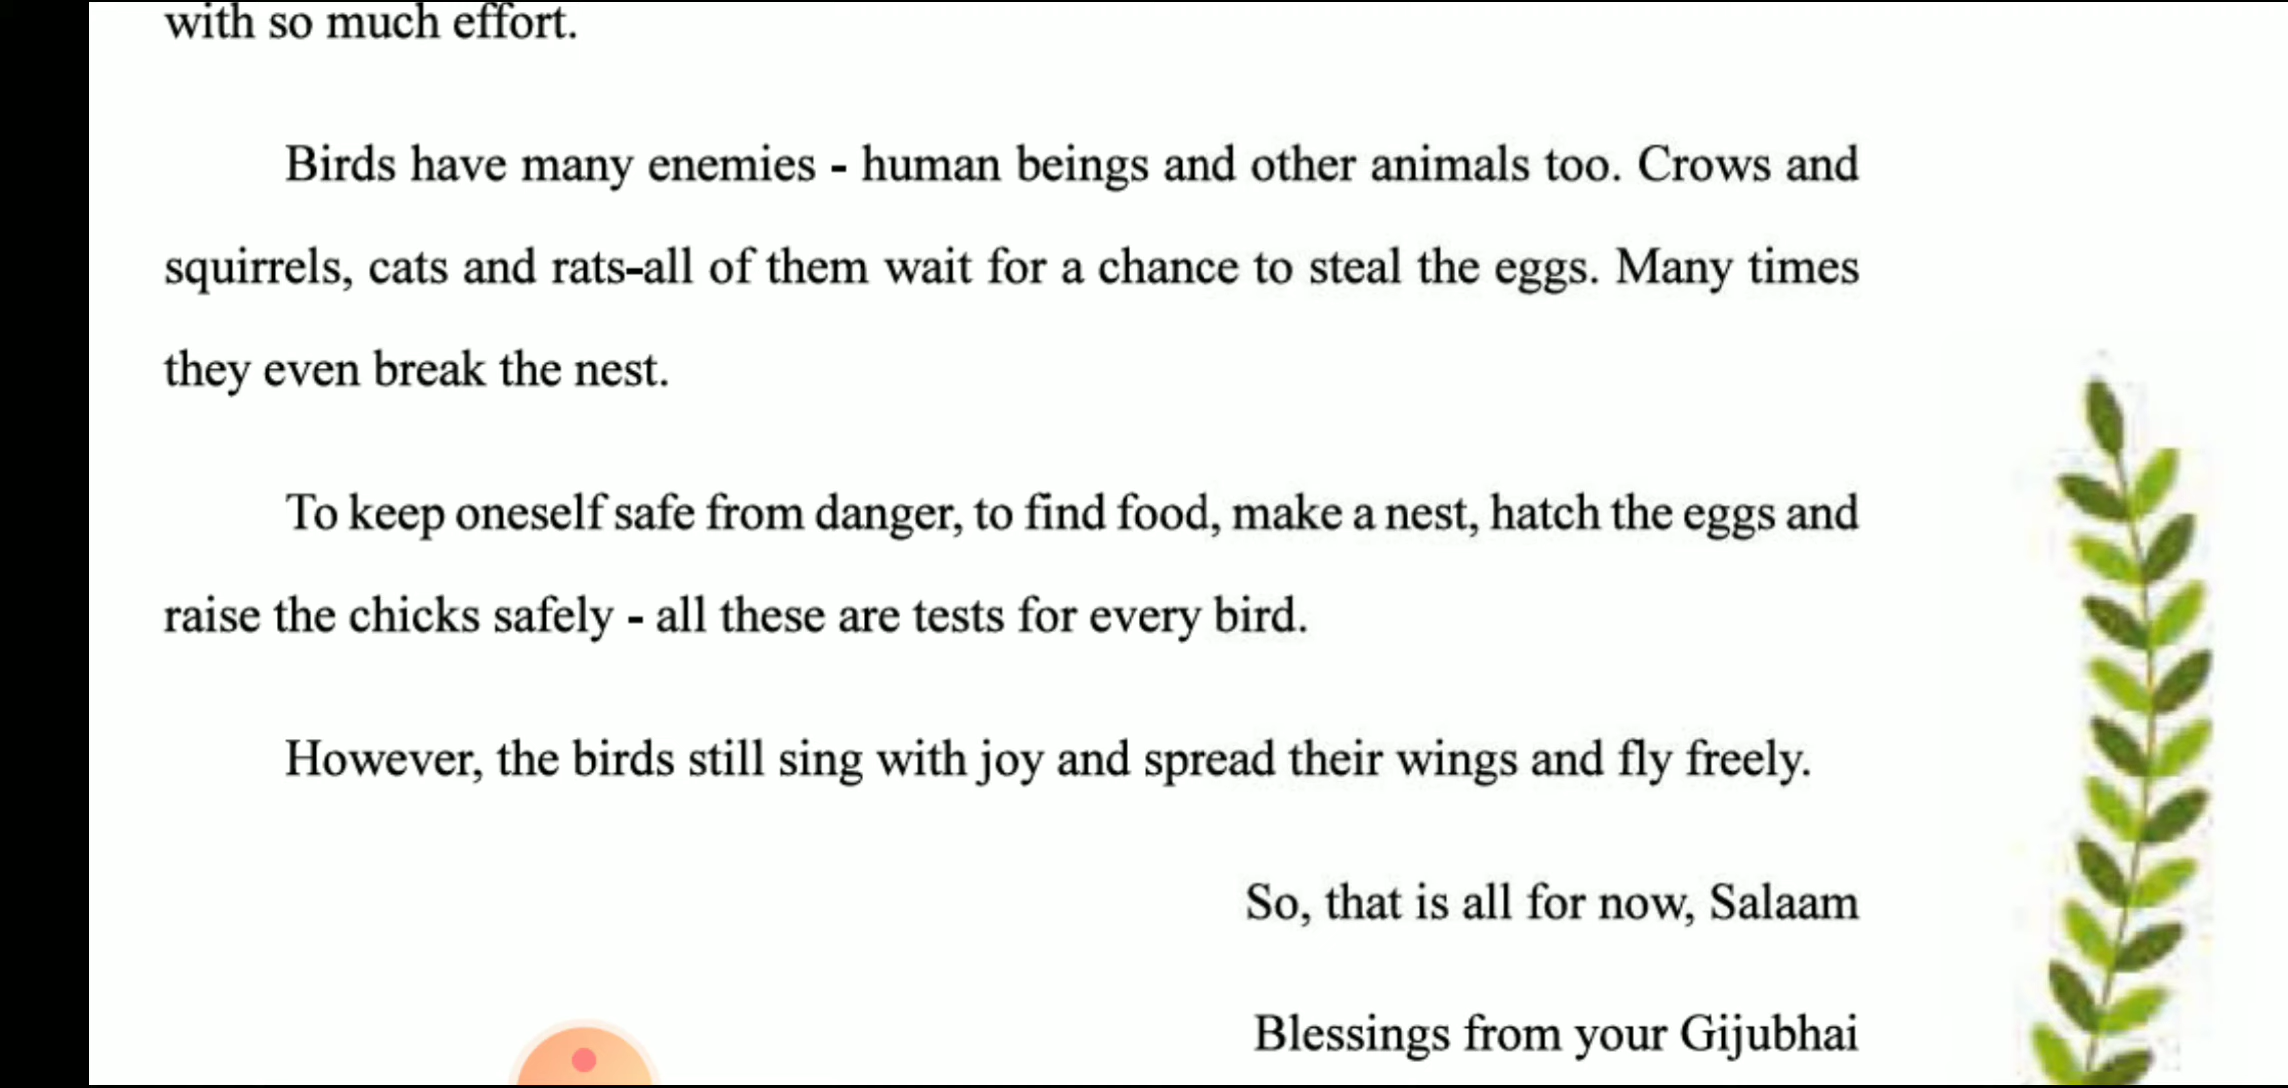 with so much effort.
Birds have many enemies - human beings and other animals too. Crows and
squirrels, cats and rats-all of them wait for a chance to steal the eggs. Many times
they even break the nest.
To keep oneself safe from danger, to find food, make a nest, hatch the eggs and
raise the chicks safely - all these are tests for every bird.
However, the birds still sing with joy and spread their wings and fly freely.
So, that is all for now, Salaam
Blessings from your Gijubhai